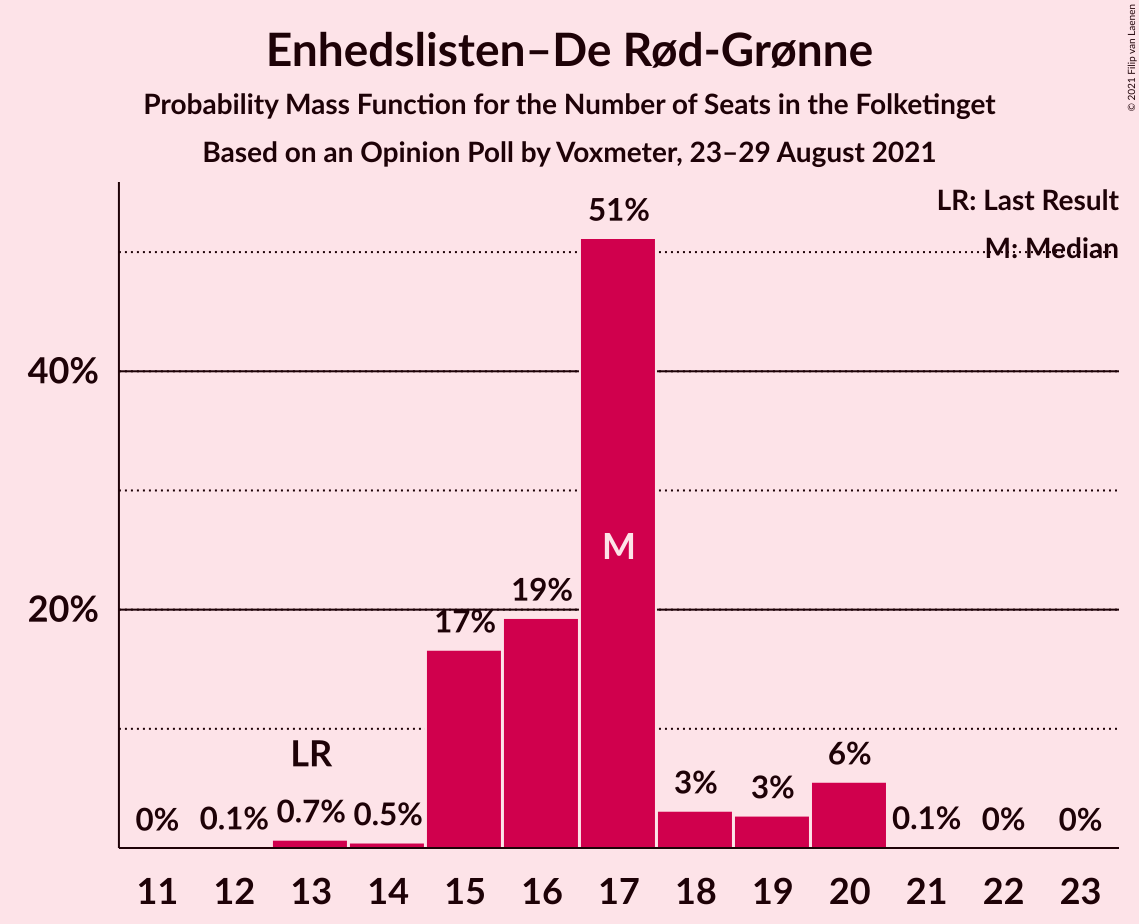 Enhedslisten–De Rød-Grønne
Probability Mass Function for the Number of Seats in the Folketinget
Based on an Opinion Poll by Voxmeter, 23–29 August 2021
© 2021 Filip van Laenen
LR: Last Result
M: Median
51%
40%
M
19%
20%
17%
LR
6%
3%
3%
0%
0.1%
0.7%
0.5%
0.1%
0%
0%
11 12 13 14 15 16 17 18 19 20 21 22 23